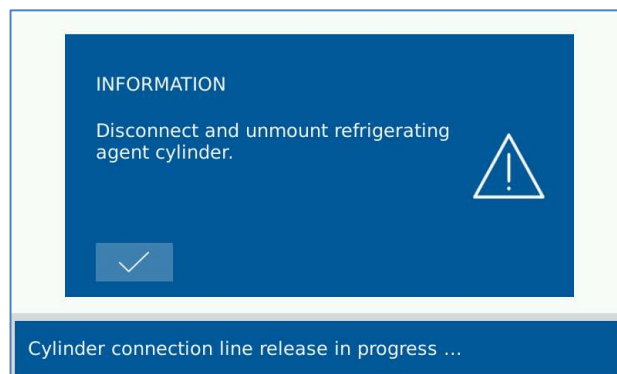 INFORMATION
Disconnect and unmount refrigerating
agent cylinder.
Cylinder connection line release in progress ...